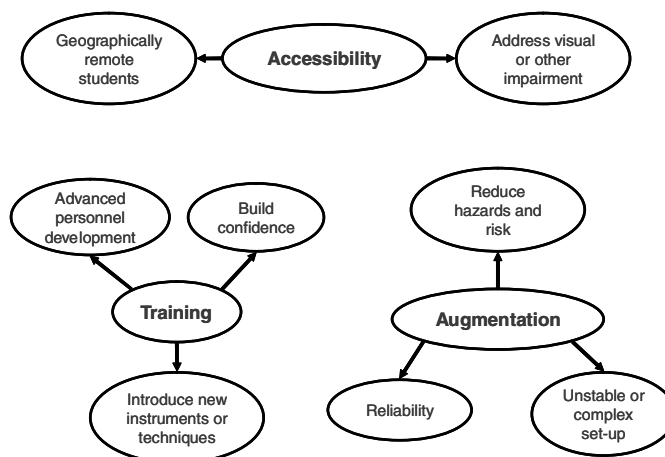 Geographically
remote
students
Accessibility
Address visual
or other
impairment
Advanced
personnel
development
Build
confidence
Training
Introduce new
instruments or
techniques
Reduce
hazards and
risk
Augmentation
Reliability
Unstable or
complex
set-up